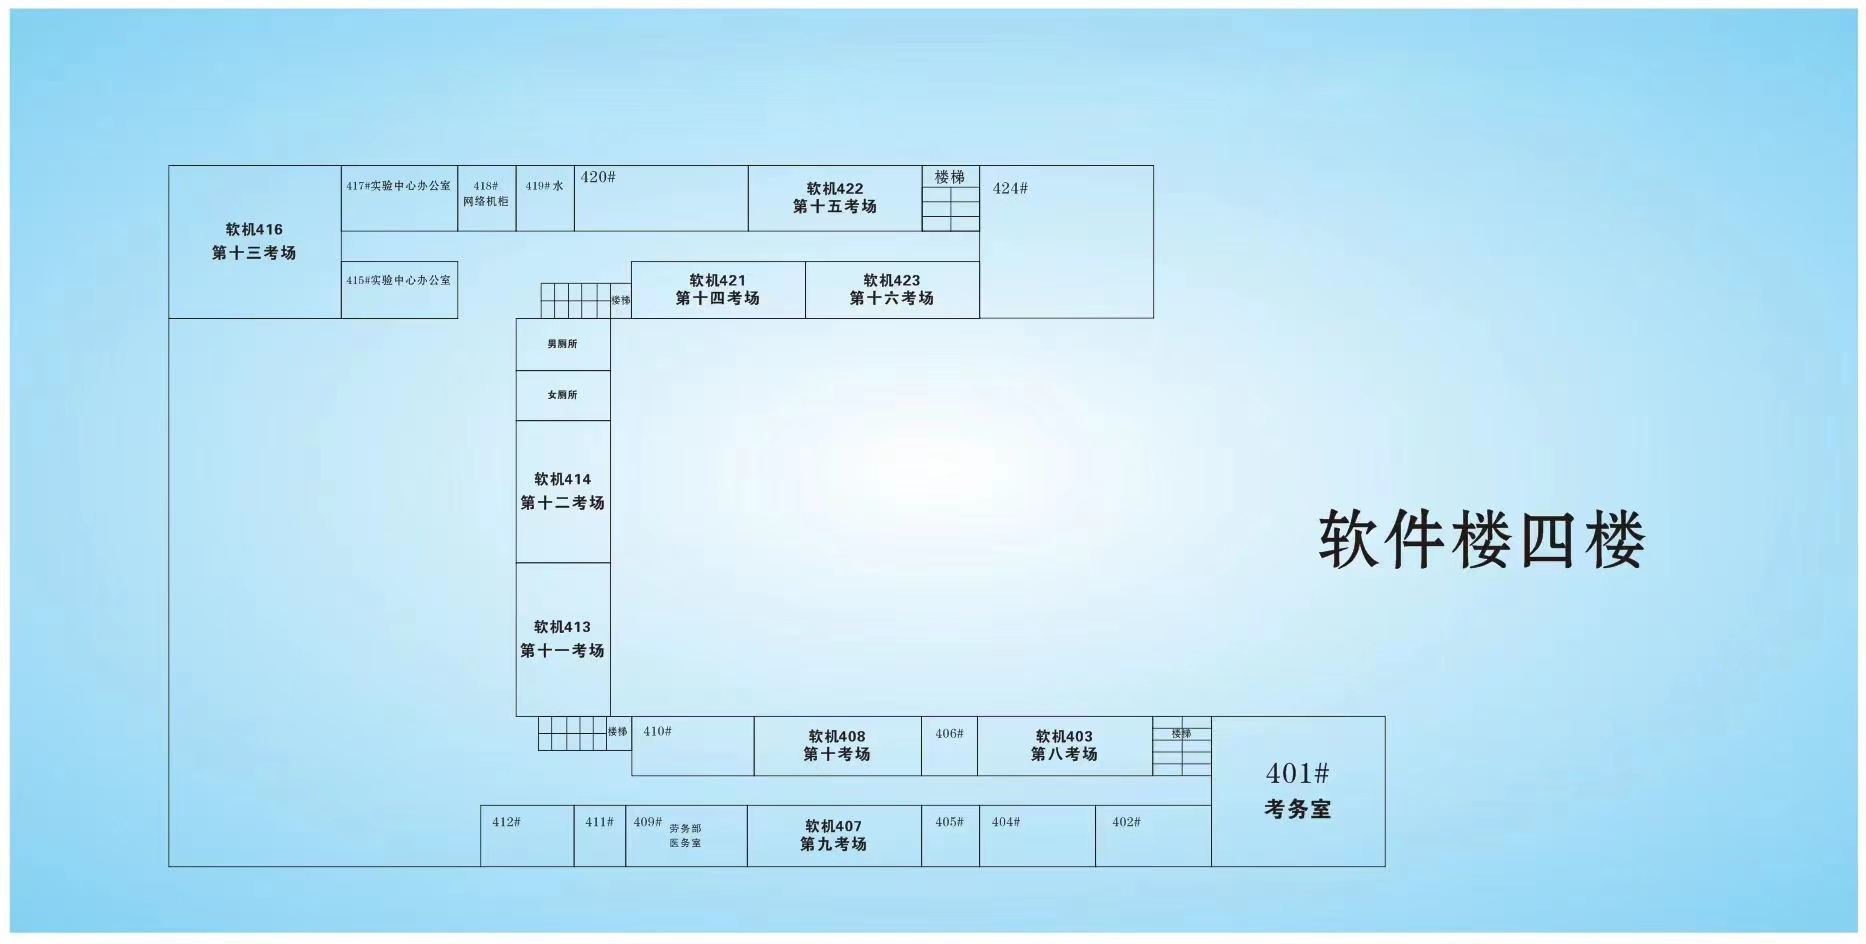 417#实验中心办公室
418#
网络机柜
419# 水
420#
软机422
第十五考场
楼梯
424#
软机416
第十三考场
415#实验中心办公室
楼梯
软机421
第十四考场
软机423
第十六考场
男厕所
女厕所
软机414
第十二考场
软件楼四楼
软机413
第十一考场
楼梯
410#
软机408
第十考场
406#
软机403
第八考场
楼梯
401#
考务室
412#
411#
409#
劳务部
医务室
软机407
第九考场
405#
404#
402#